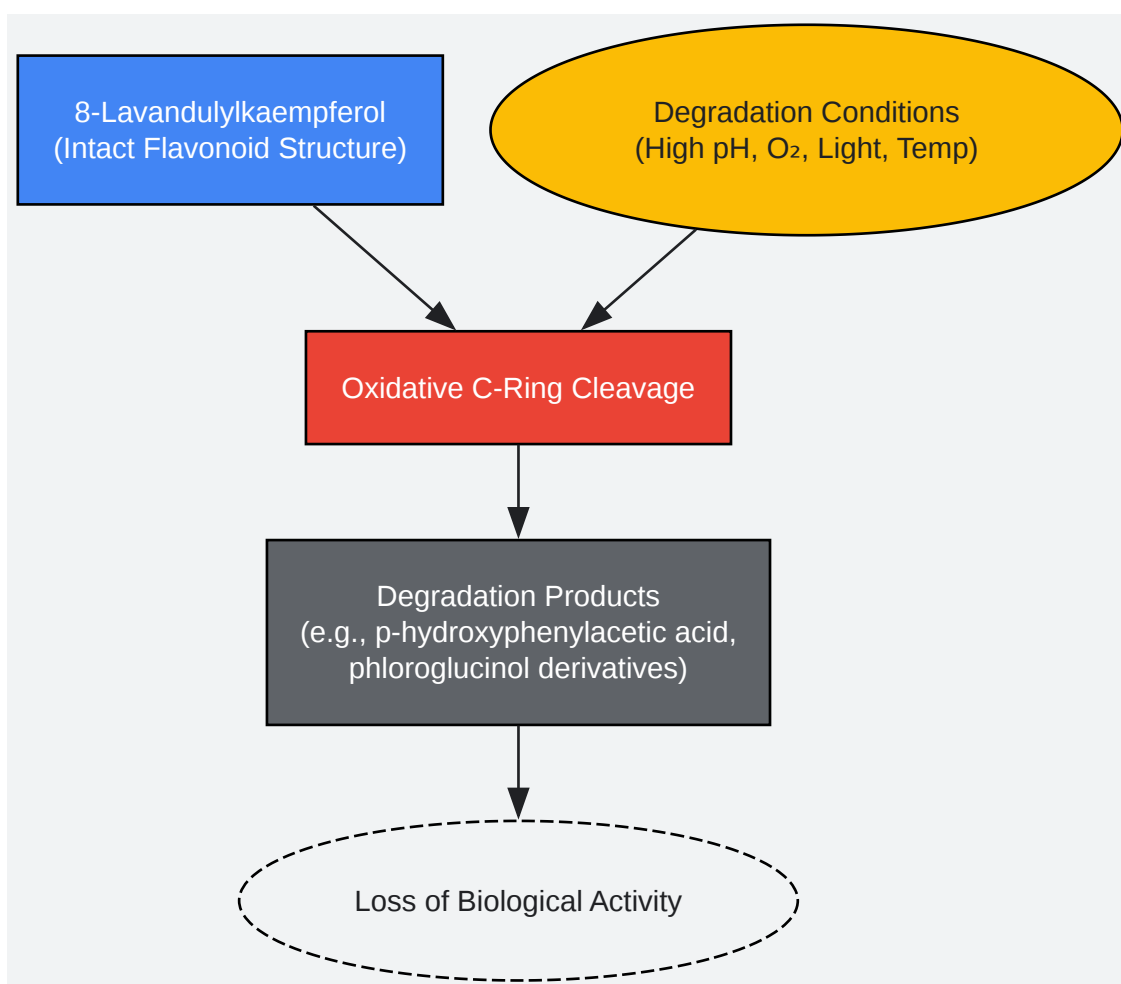 8-Lavandulylkaempferol
(Intact Flavonoid Structure)
Degradation Conditions
(High pH, O₂, Light, Temp)
Oxidative C-Ring Cleavage
Degradation Products
(e.g., p-hydroxyphenylacetic acid,
phloroglucinol derivatives)
Loss of Biological Activity